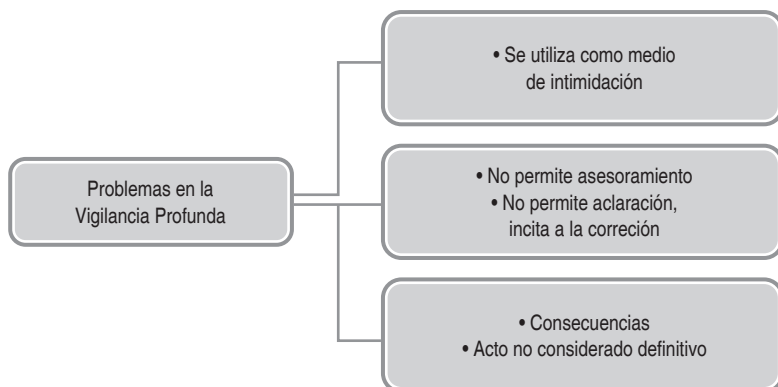 Problemas en la
Vigilancia Profunda
• Se utiliza como medio
de intimidación
• No permite asesoramiento
• No permite aclaración,
incita a la correción
• Consecuencias
• Acto no considerado definitivo